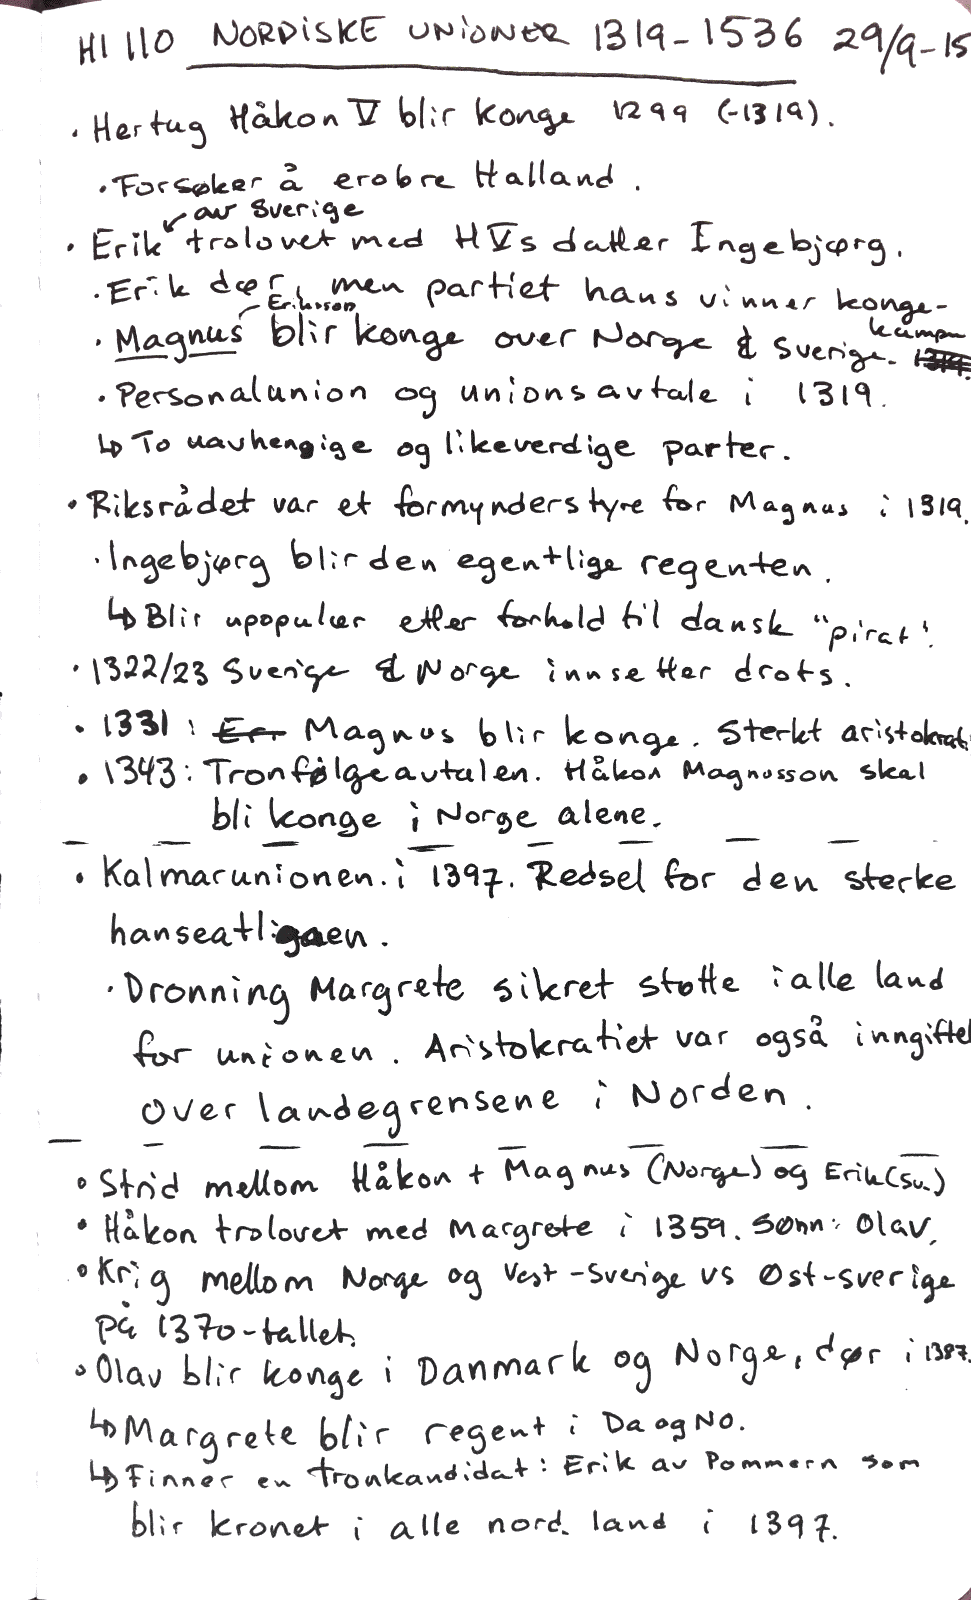 HI 110 NORDISKE UNIONER 1319-1536 29/9-15
· Hertug Håkon V blir konge 1299 (-1319).
· Forsøker å erobre Halland.
av Sverige
· Erik trolovet med HVs datter Ingebjørg.
· Erik dør, men partiet hans vinner konge-
kampen
Eriksson
· Magnus blir konge over Norge & Sverige. 1319.
· Personalunion og unionsavtale i 1319.
↳ To uavhengige og likeverdige parter.
· Riksrådet var et formynderstyre for Magnus i 1319.
· Ingebjørg blir den egentlige regenten.
↳ Blir upopulær etter forhold til dansk "pirat".
· 1322/23 Sverige & Norge innsetter drots.
· 1331: Err Magnus blir konge. Sterkt aristokrati
· 1343: Tronfølgeavtalen. Håkon Magnusson skal
bli konge i Norge alene.
· Kalmarunionen. i 1397. Redsel for den sterke
hanseatligaen.
· Dronning Margrete sikret støtte i alle land
for unionen. Aristokratiet var også inngiftet
over landegrensene i Norden.
· Strid mellom Håkon + Magnus (Norge) og Erik (Sv.)
· Håkon trolovet med Margrete i 1359. Sønn: Olav.
· Krig mellom Norge og Vest-Sverige vs Øst-sverige
på 1370-tallet.
· Olav blir konge i Danmark og Norge, dør i 1387.
↳ Margrete blir regent i Da og NO.
↳ Finner en tronkandidat: Erik av Pommern som
blir kronet i alle nord. land i 1397.